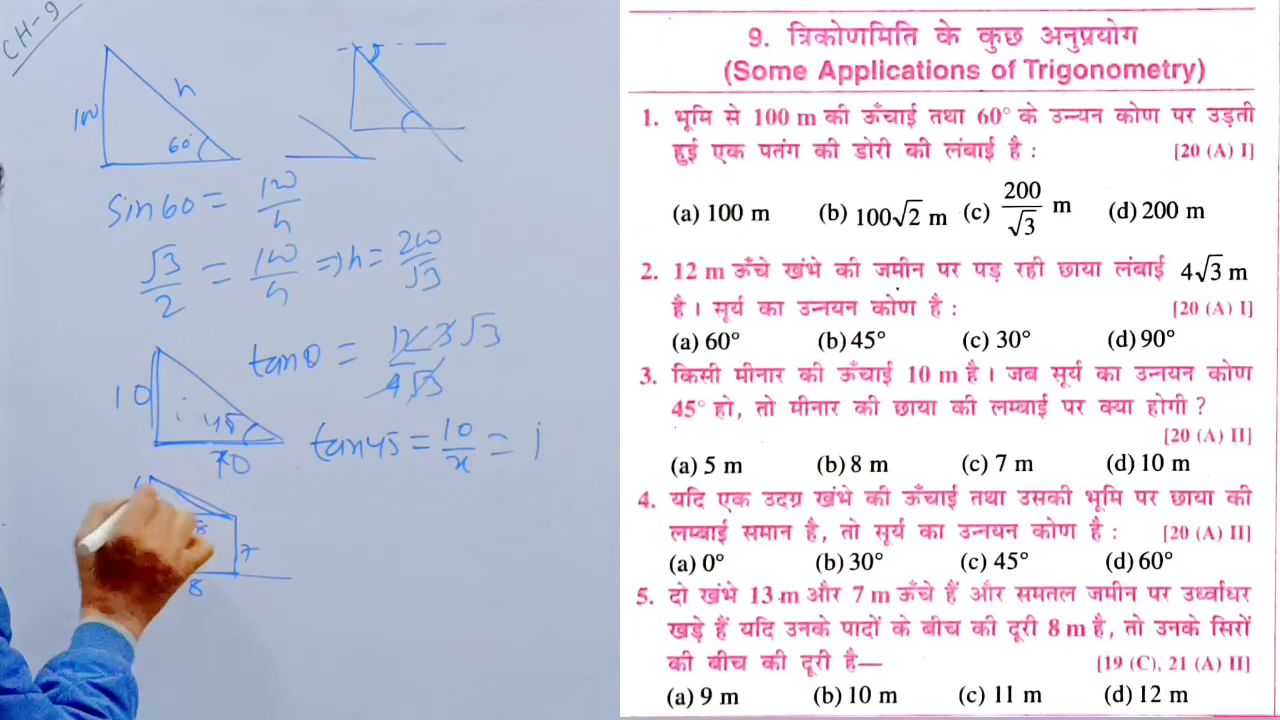 CH-9
100
h
60°
sin60 = 100/h
√3/2 = 100/h ⇒ h = 200/√3
tanθ = 12 3√3/4√3
10
45
tan45 = 10/x = 1
10
8
7
8
9. त्रिकोणमिति के कुछ अनुप्रयोग
(Some Applications of Trigonometry)
1. भूमि से 100 m की ऊँचाई तथा 60° के उन्नयन कोण पर उड़ती
हुई एक पतंग की डोरी की लंबाई है : [20 (A) I]
(a) 100 m (b) 100√2 m (c) 200/√3 m (d) 200 m
2. 12 m ऊँचे खंभे की जमीन पर पड़ रही छाया लंबाई 4√3 m
है। सूर्य का उन्नयन कोण है : [20 (A) I]
(a) 60° (b) 45° (c) 30° (d) 90°
3. किसी मीनार की ऊँचाई 10 m है। जब सूर्य का उन्नयन कोण
45° हो, तो मीनार की छाया की लम्बाई पर क्या होगी ?
[20 (A) II]
(a) 5 m (b) 8 m (c) 7 m (d) 10 m
4. यदि एक उदग्र खंभे की ऊँचाई तथा उसकी भूमि पर छाया की
लम्बाई समान है, तो सूर्य का उन्नयन कोण है : [20 (A) II]
(a) 0° (b) 30° (c) 45° (d) 60°
5. दो खंभे 13 m और 7 m ऊँचे हैं और समतल जमीन पर उर्ध्वाधर
खड़े हैं यदि उनके पादों के बीच की दूरी 8 m है, तो उनके सिरों
की बीच की दूरी है— [19 (C), 21 (A) II]
(a) 9 m (b) 10 m (c) 11 m (d) 12 m